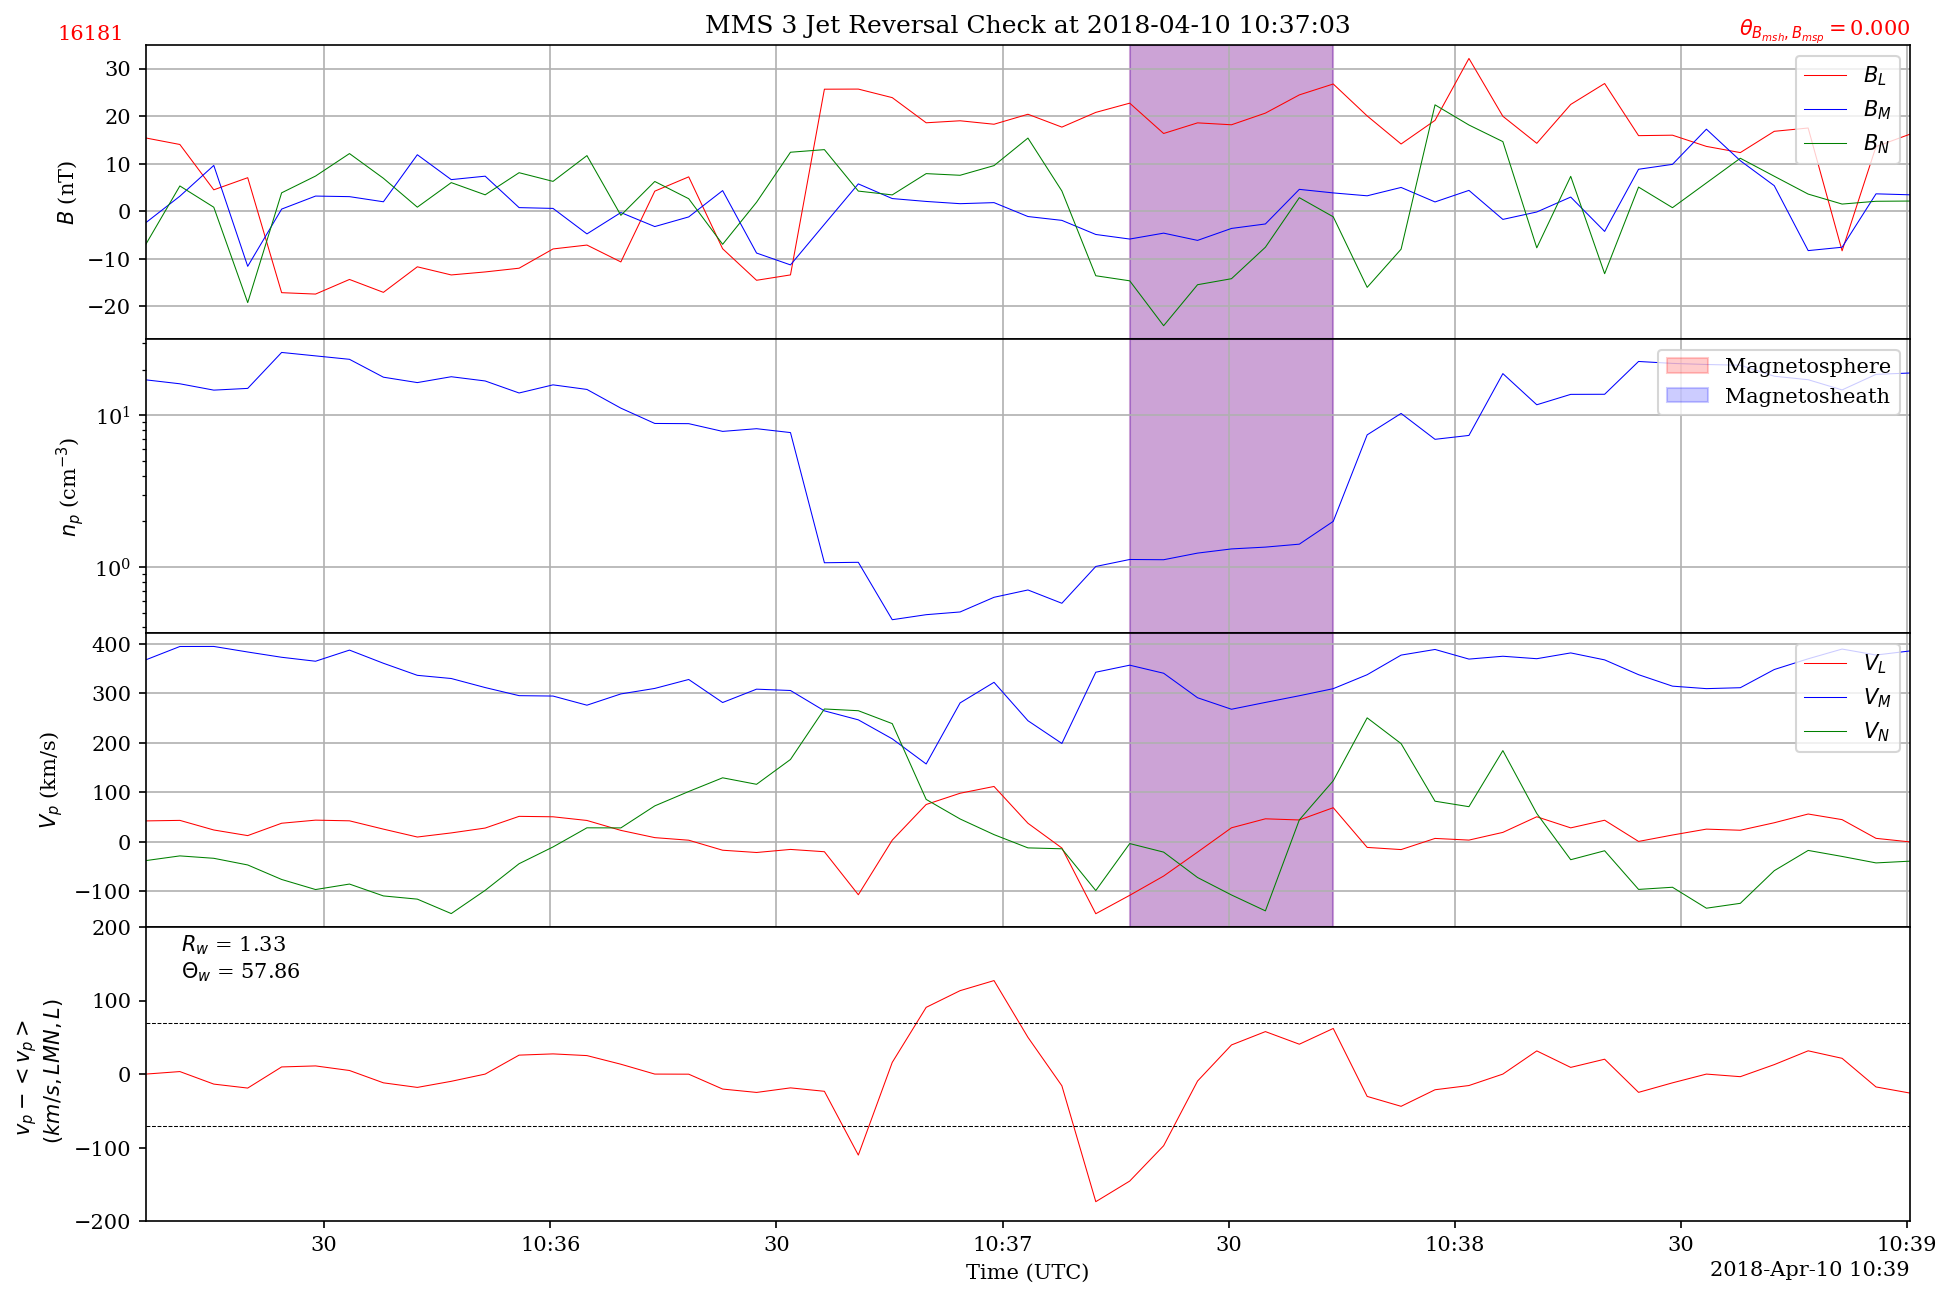 MMS 3 Jet Reversal Check at 2018-04-10 10:37:03
16181
θ_{B_{msh}, B_{msp}} = 0.000
30
20
10
0
−10
−20
B (nT)
B_L
B_M
B_N
10^1
10^0
n_p (cm^{−3})
Magnetosphere
Magnetosheath
400
300
200
100
0
−100
V_p (km/s)
V_L
V_M
V_N
200
100
0
−100
−200
v_p − < v_p >
(km/s, LMN, L)
R_w = 1.33
Θ_w = 57.86
30 10:36 30 10:37 30 10:38 30 10:39
Time (UTC)
2018-Apr-10 10:39